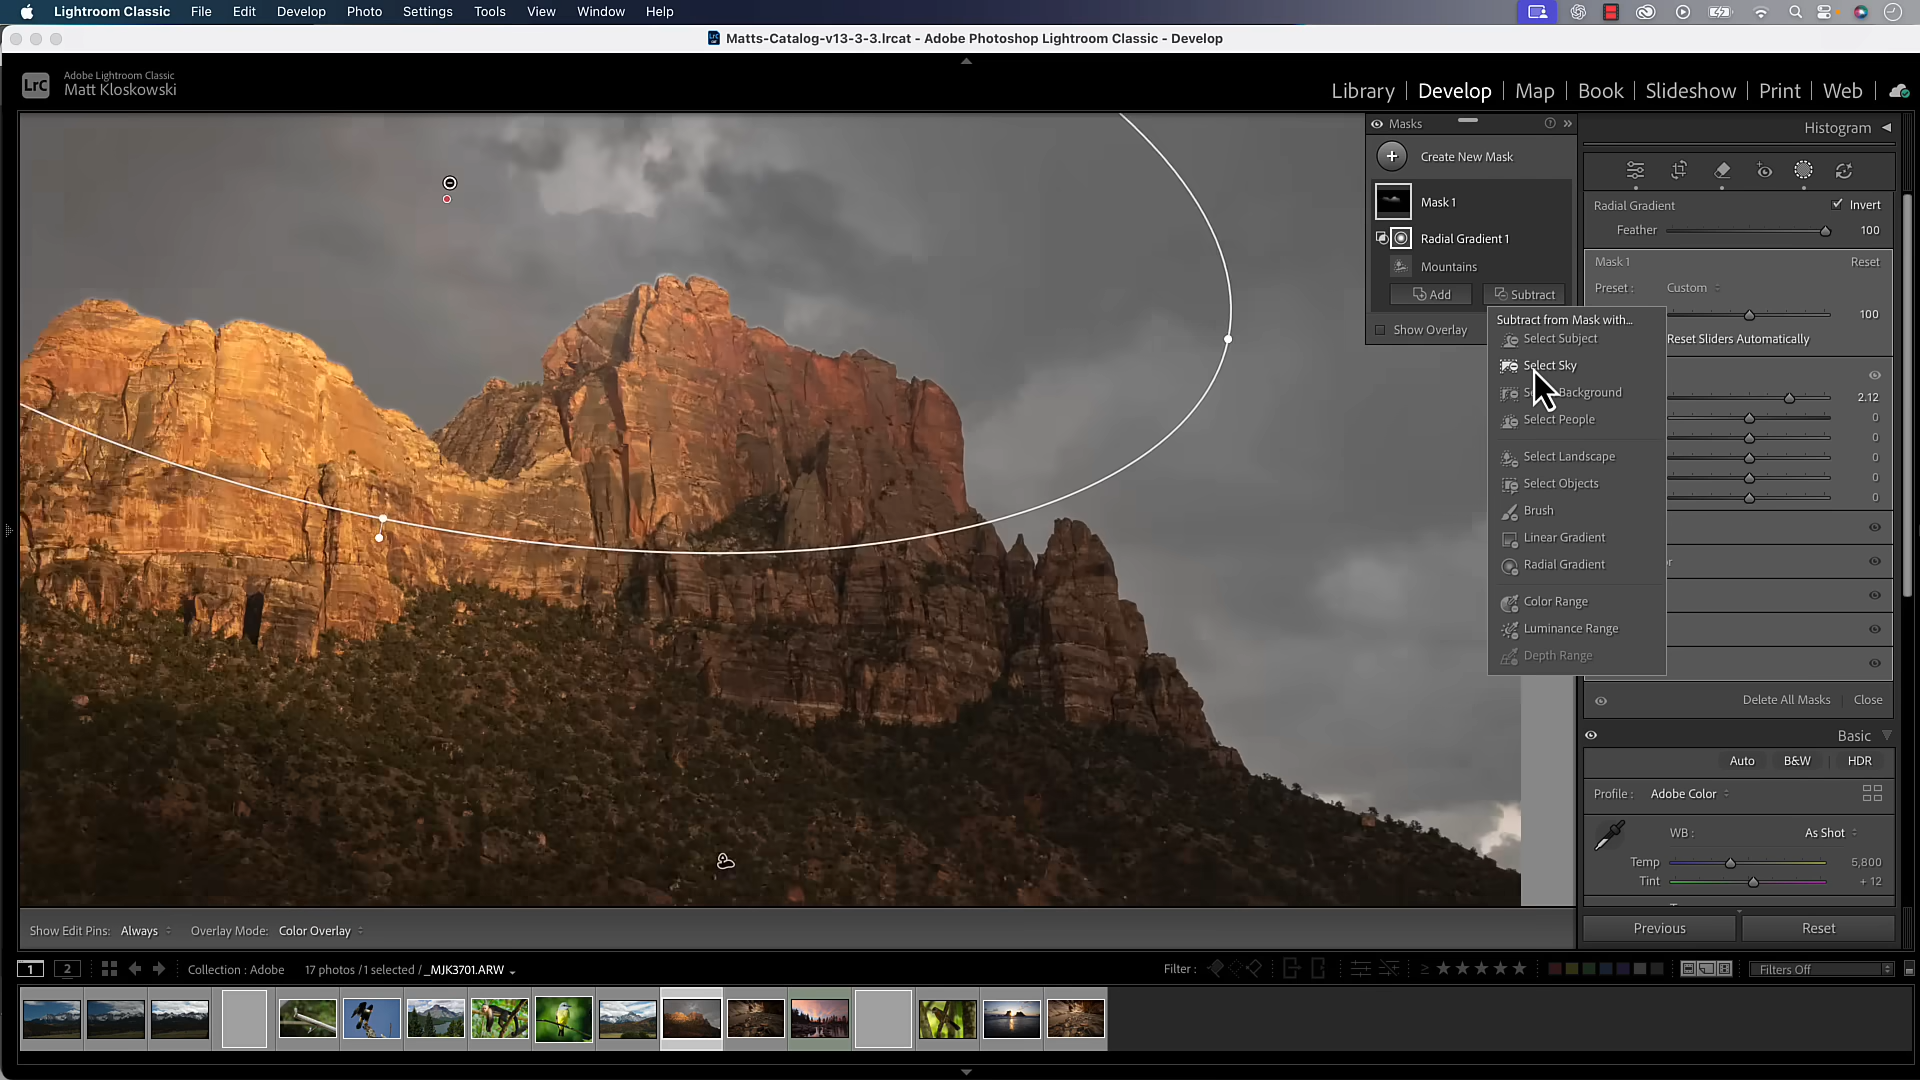 Lightroom Classic File Edit Develop Photo Settings Tools View Window Help
Matts-Catalog-v13-3-3.lrcat - Adobe Photoshop Lightroom Classic - Develop
LrC
Adobe Lightroom Classic
Matt Kloskowski
Library | Develop | Map | Book | Slideshow | Print | Web
Masks
Create New Mask
Mask 1
Radial Gradient 1
Mountains
Add
Subtract
Show Overlay
Subtract from Mask with...
Select Subject
Select Sky
Background
Select People
Select Landscape
Select Objects
Brush
Linear Gradient
Radial Gradient
Color Range
Luminance Range
Depth Range
Histogram
Radial Gradient Invert
Feather 100
Mask 1 Reset
Preset : Custom
100
Reset Sliders Automatically
2.12
0
0
0
0
0
Delete All Masks Close
Basic
Auto B&W HDR
Profile : Adobe Color
WB : As Shot
Temp 5,800
Tint + 12
Previous Reset
Show Edit Pins: Always Overlay Mode: Color Overlay
1 2 Collection : Adobe 17 photos / 1 selected / _MJK3701.ARW Filter : Filters Off